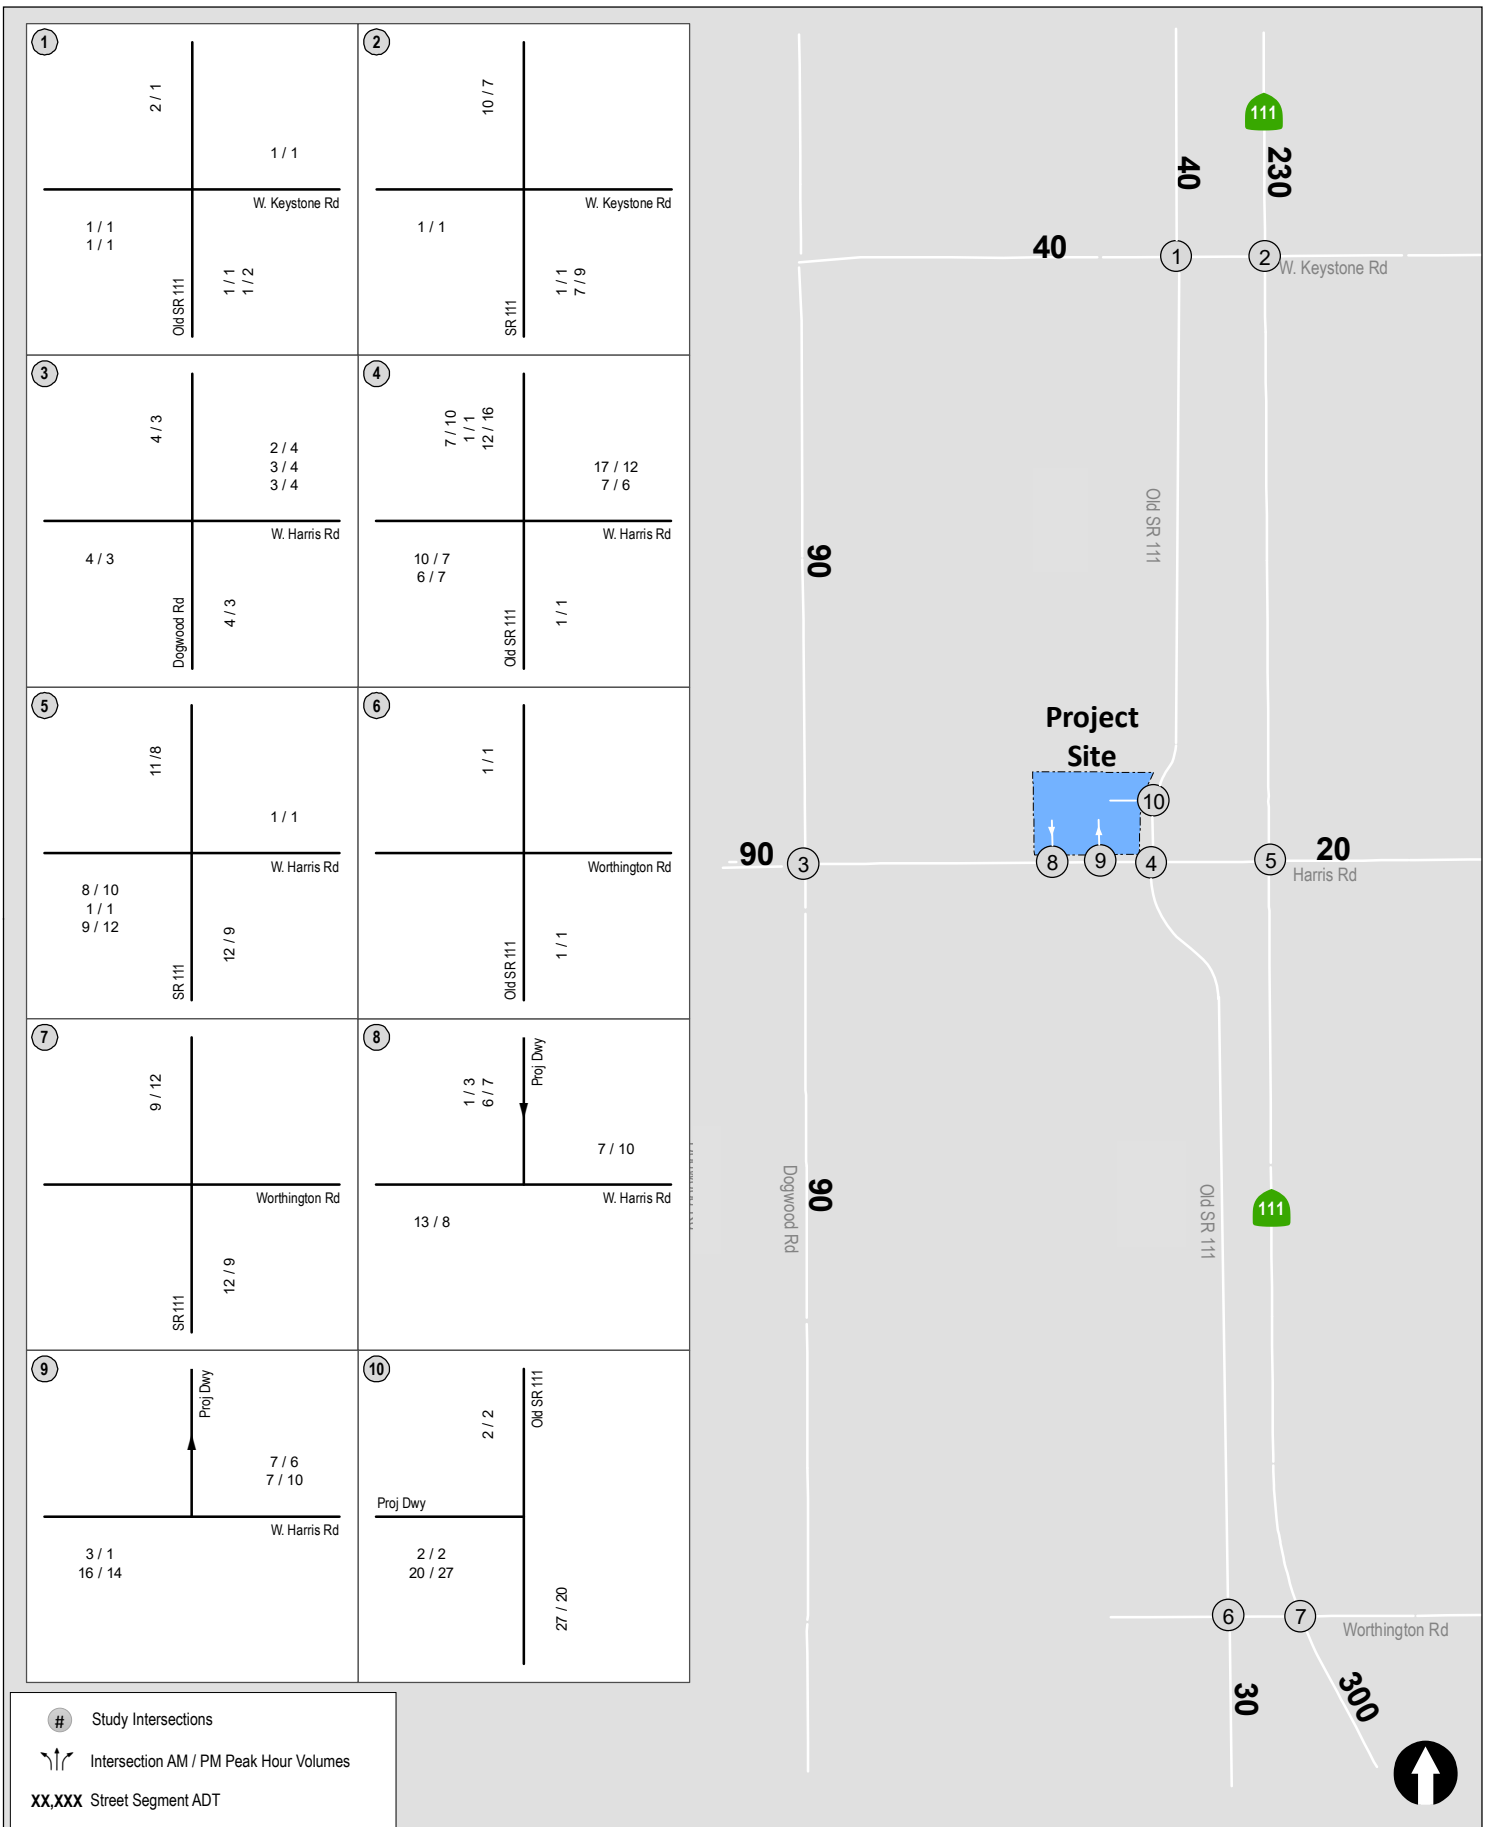 1
2 / 1
1 / 1
W. Keystone Rd
1 / 1
1 / 1
1 / 1
1 / 2
Old SR 111
2
10 / 7
W. Keystone Rd
1 / 1
1 / 1
7 / 9
SR 111
3
4 / 3
2 / 4
3 / 4
3 / 4
W. Harris Rd
4 / 3
4 / 3
Dogwood Rd
4
7 / 10
1 / 1
12 / 16
17 / 12
7 / 6
W. Harris Rd
10 / 7
6 / 7
1 / 1
Old SR 111
5
11 / 8
1 / 1
W. Harris Rd
8 / 10
1 / 1
9 / 12
12 / 9
SR 111
6
1 / 1
Worthington Rd
1 / 1
Old SR 111
7
9 / 12
Worthington Rd
12 / 9
SR111
8
1 / 3
6 / 7
Proj Dwy
7 / 10
W. Harris Rd
13 / 8
9
Proj Dwy
7 / 6
7 / 10
W. Harris Rd
3 / 1
16 / 14
10
2 / 2
Old SR 111
Proj Dwy
2 / 2
20 / 27
27 / 20
# Study Intersections
Intersection AM / PM Peak Hour Volumes
XX,XXX Street Segment ADT
111
40
230
40
1
2
W. Keystone Rd
Old SR 111
90
Project
Site
10
90
3
8
9
4
5
20
Harris Rd
Dogwood Rd
90
Old SR 111
111
6
7
Worthington Rd
30
300